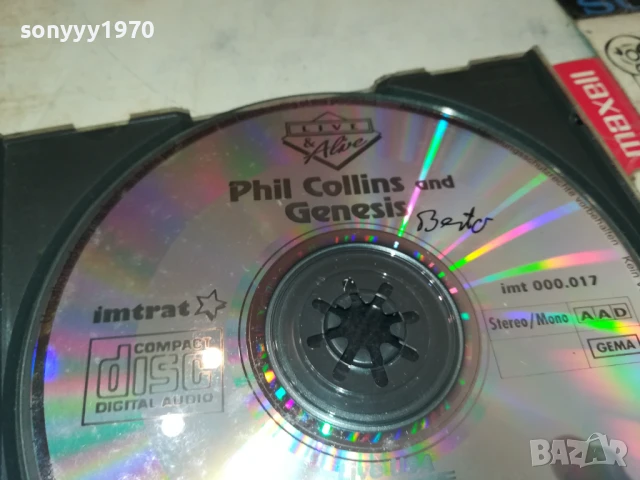 sonyyy1970
maxell
LIVE
& Alive
Phil Collins and
Genesis
imtrat
imt 000.017
Stereo/Mono
AAD
GEMA
COMPACT
disc
DIGITAL AUDIO
BAZAR